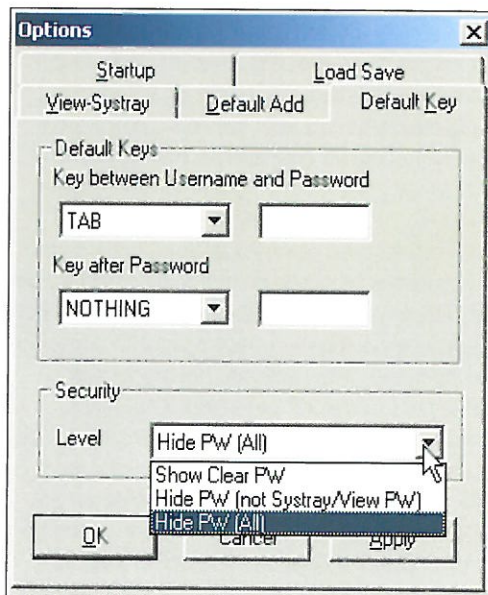 Options
Startup
Load Save
View-Systray
Default Add
Default Key
Default Keys
Key between Username and Password
TAB
Key after Password
NOTHING
Security
Level
Hide PW (All)
Show Clear PW
Hide PW (not Systray/View PW)
Hide PW (All)
OK
Cancel
Apply